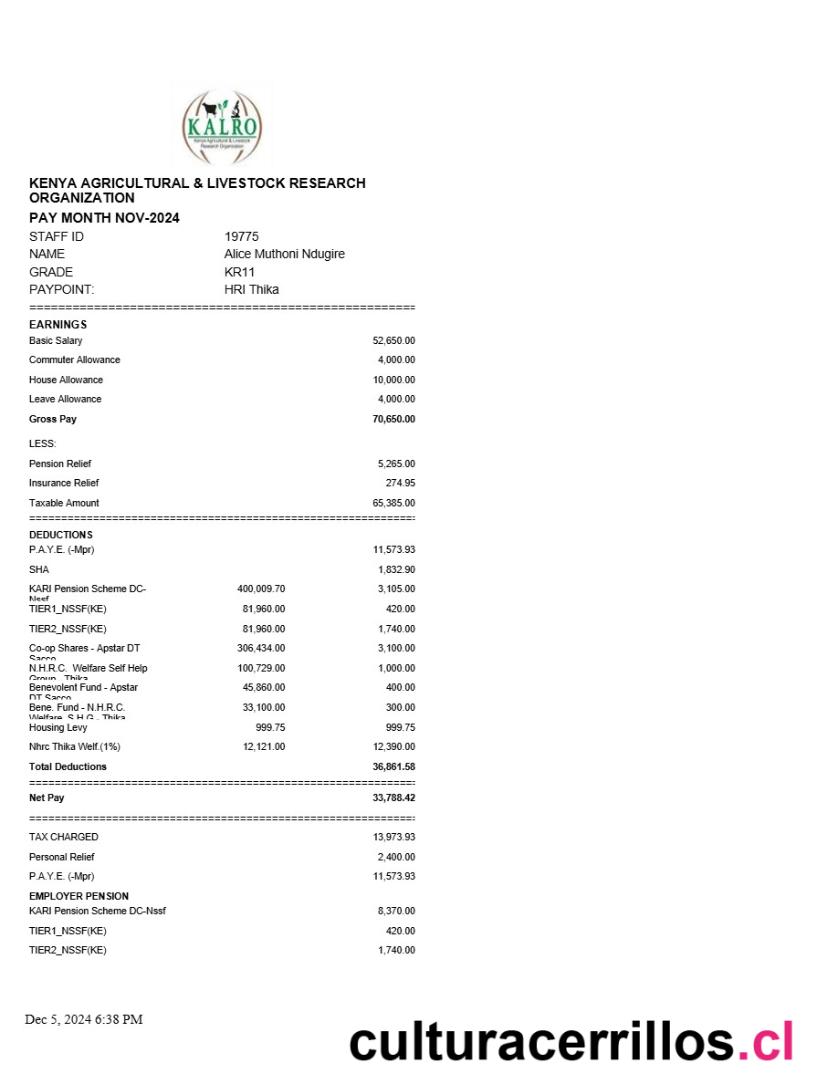 KALRO
Kenya Agricultural & Livestock
Research Organization
KENYA AGRICULTURAL & LIVESTOCK RESEARCH
ORGANIZATION
PAY MONTH NOV-2024
STAFF ID 19775
NAME Alice Muthoni Ndugire
GRADE KR11
PAYPOINT: HRI Thika
EARNINGS
Basic Salary 52,650.00
Commuter Allowance 4,000.00
House Allowance 10,000.00
Leave Allowance 4,000.00
Gross Pay 70,650.00
LESS:
Pension Relief 5,265.00
Insurance Relief 274.95
Taxable Amount 65,385.00
DEDUCTIONS
P.A.Y.E. (-Mpr) 11,573.93
SHA 1,832.90
KARI Pension Scheme DC- 400,009.70 3,105.00
Nssf
TIER1_NSSF(KE) 81,960.00 420.00
TIER2_NSSF(KE) 81,960.00 1,740.00
Co-op Shares - Apstar DT 306,434.00 3,100.00
Sacco
N.H.R.C. Welfare Self Help 100,729.00 1,000.00
Group - Thika
Benevolent Fund - Apstar 45,860.00 400.00
DT Sacco
Bene. Fund - N.H.R.C. 33,100.00 300.00
Welfare S.H.G - Thika
Housing Levy 999.75 999.75
Nhrc Thika Welf.(1%) 12,121.00 12,390.00
Total Deductions 36,861.58
Net Pay 33,788.42
TAX CHARGED 13,973.93
Personal Relief 2,400.00
P.A.Y.E. (-Mpr) 11,573.93
EMPLOYER PENSION
KARI Pension Scheme DC-Nssf 8,370.00
TIER1_NSSF(KE) 420.00
TIER2_NSSF(KE) 1,740.00
Dec 5, 2024 6:38 PM
culturacerrillos.cl